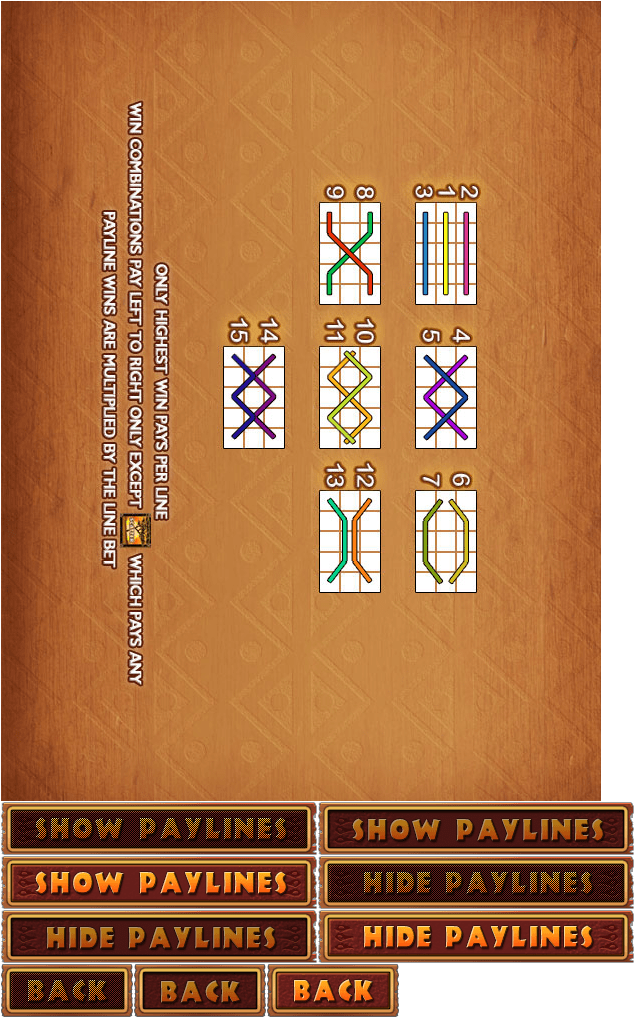 2
1
3
4
5
6
7
8
9
10
11
12
13
14
15
ONLY HIGHEST WIN PAYS PER LINE
WIN COMBINATIONS PAY LEFT TO RIGHT ONLY EXCEPT WHICH PAYS ANY
PAYLINE WINS ARE MULTIPLIED BY THE LINE BET
SHOW PAYLINES
SHOW PAYLINES
SHOW PAYLINES
HIDE PAYLINES
HIDE PAYLINES
HIDE PAYLINES
BACK
BACK
BACK